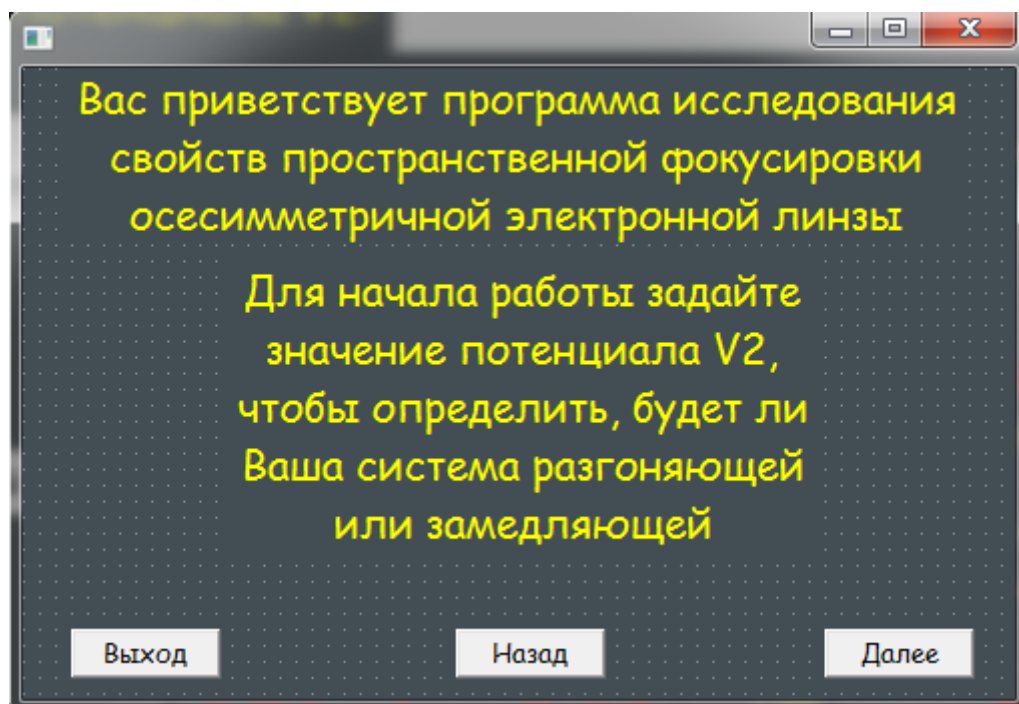 Вас приветствует программа исследования
свойств пространственной фокусировки
осесимметричной электронной линзы
Для начала работы задайте
значение потенциала V2,
чтобы определить, будет ли
Ваша система разгоняющей
или замедляющей
Выход
Назад
Далее